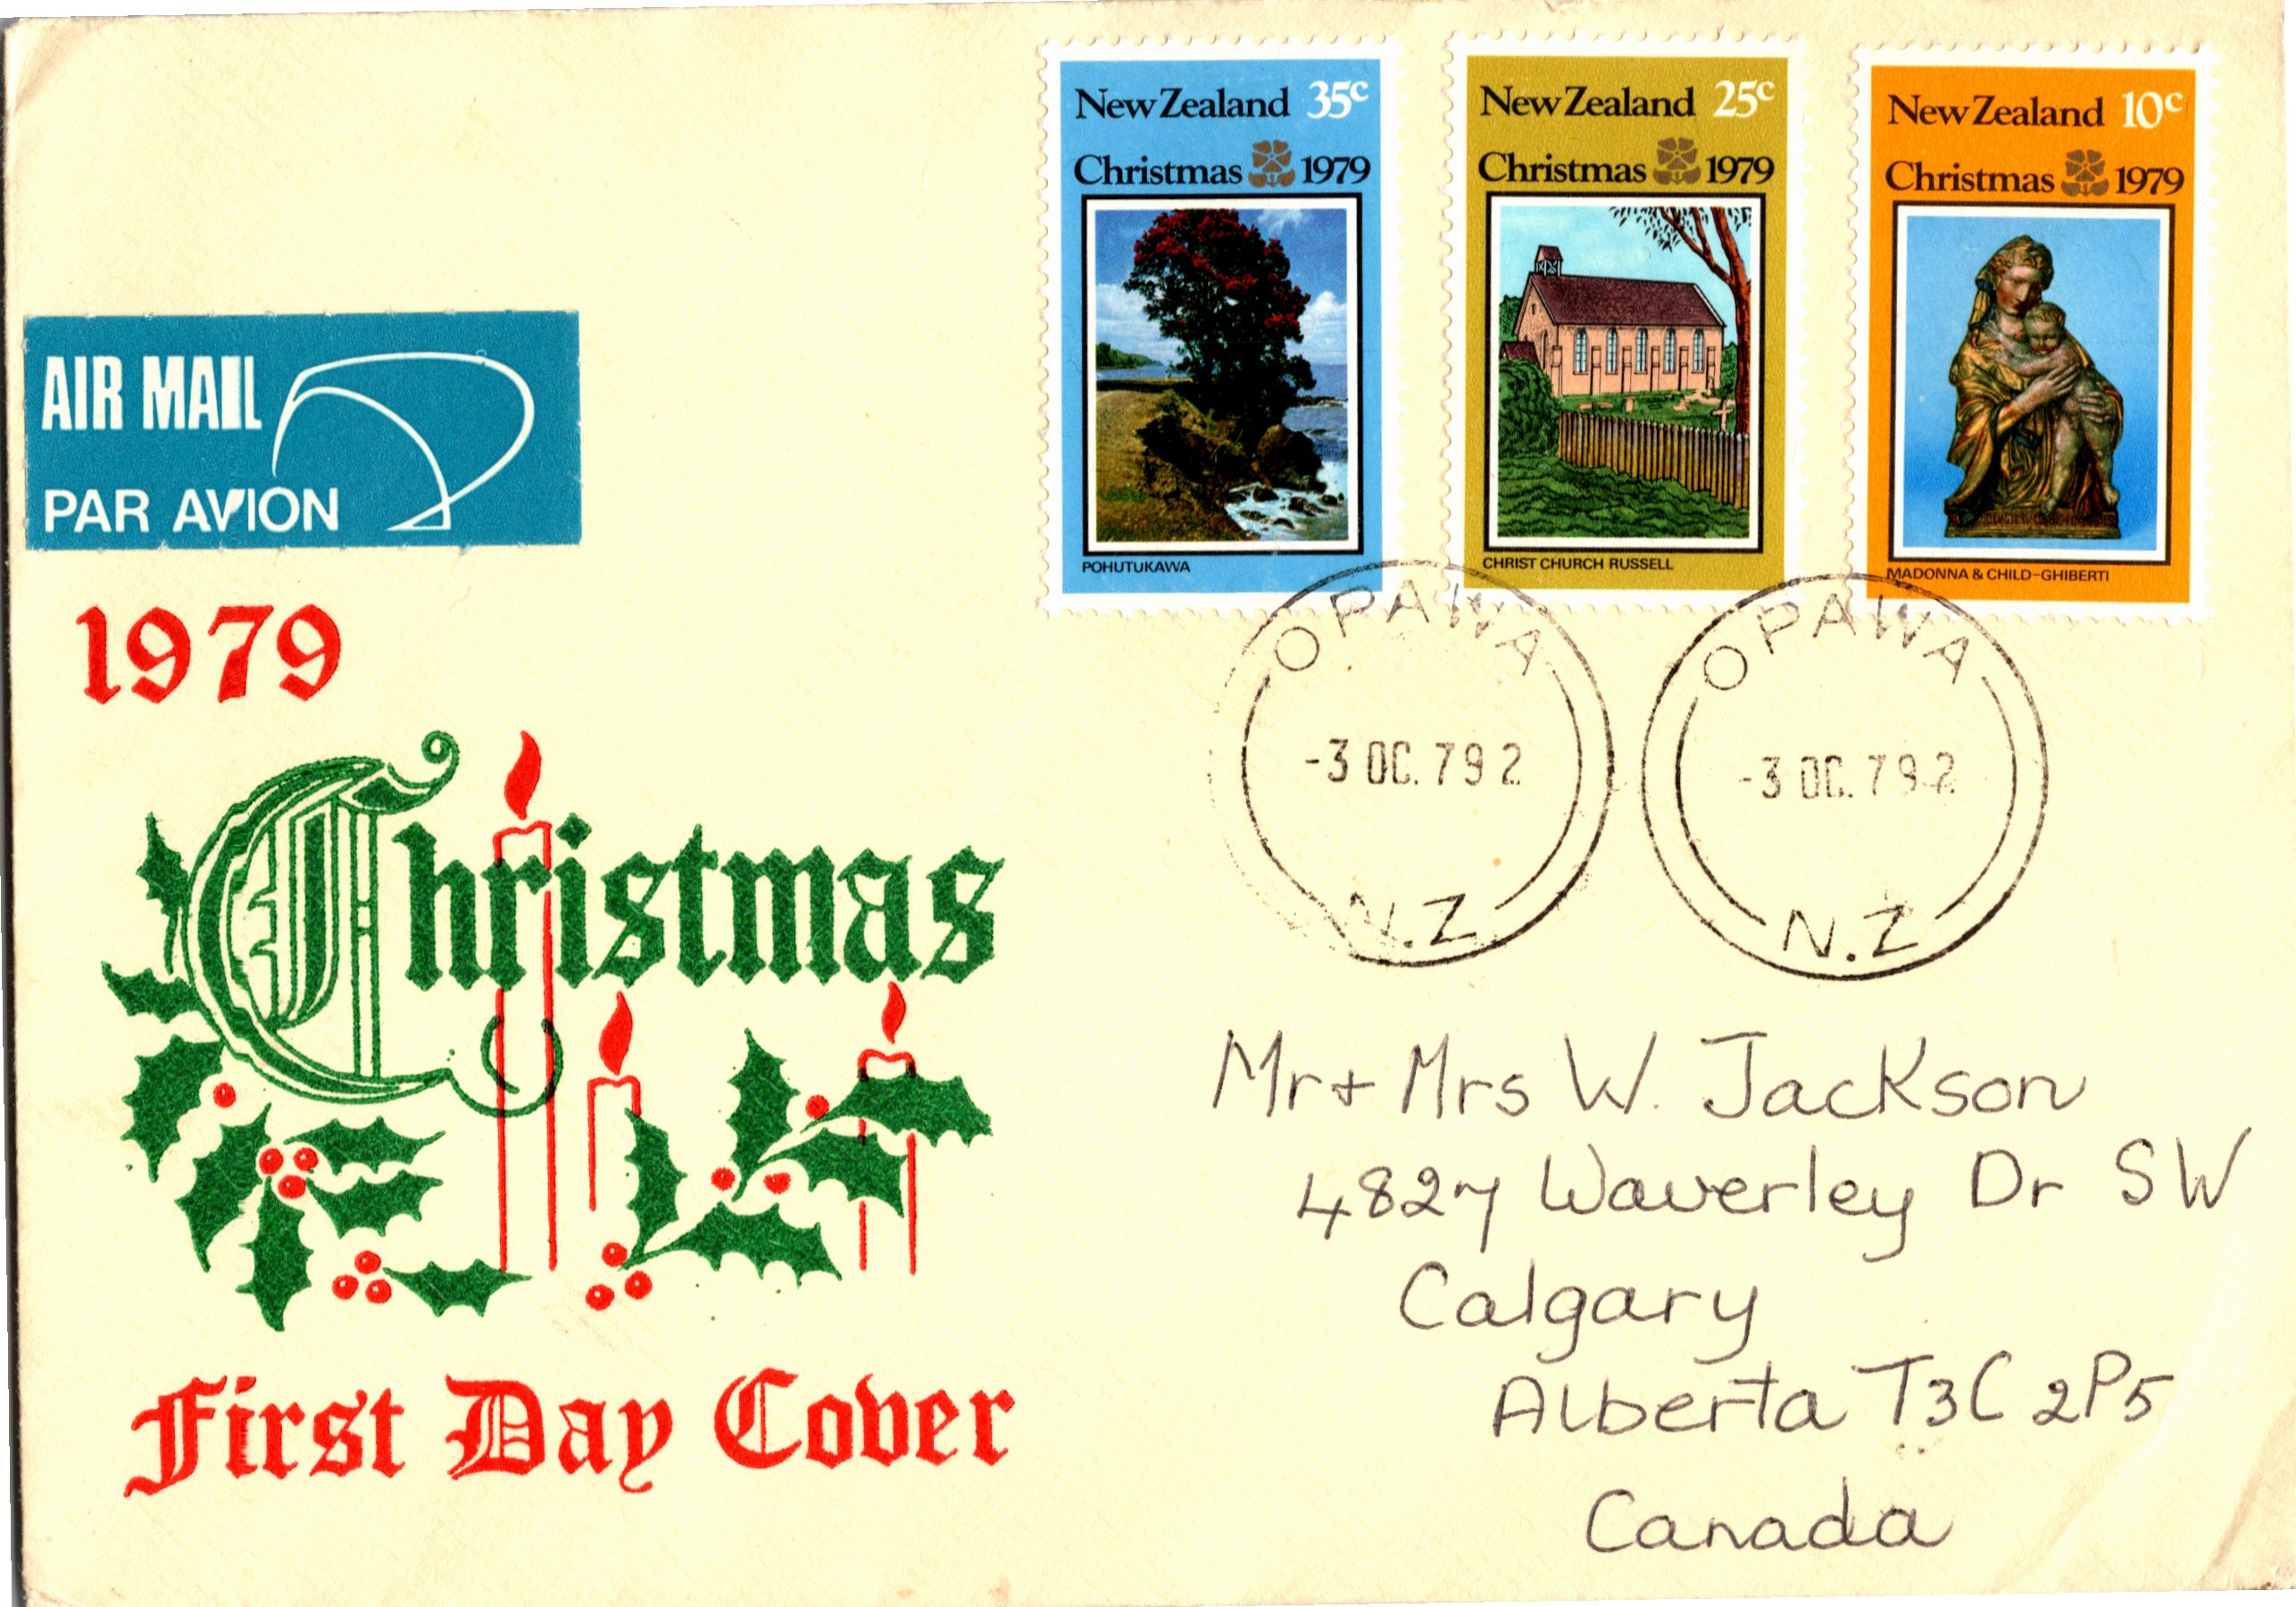 New Zealand 35c
Christmas 1979
POHUTUKAWA
New Zealand 25c
Christmas 1979
CHRIST CHURCH RUSSELL
New Zealand 10c
Christmas 1979
MADONNA & CHILD-GHIBERTI
AIR MAIL
PAR AVION
OPAWA
-3 OC. 79 2
N.Z
OPAWA
-3 OC. 79 2
N.Z
1979
Christmas
First Day Cover
Mr + Mrs W. Jackson
4827 Waverley Dr SW
Calgary
Alberta T3C 2P5
Canada